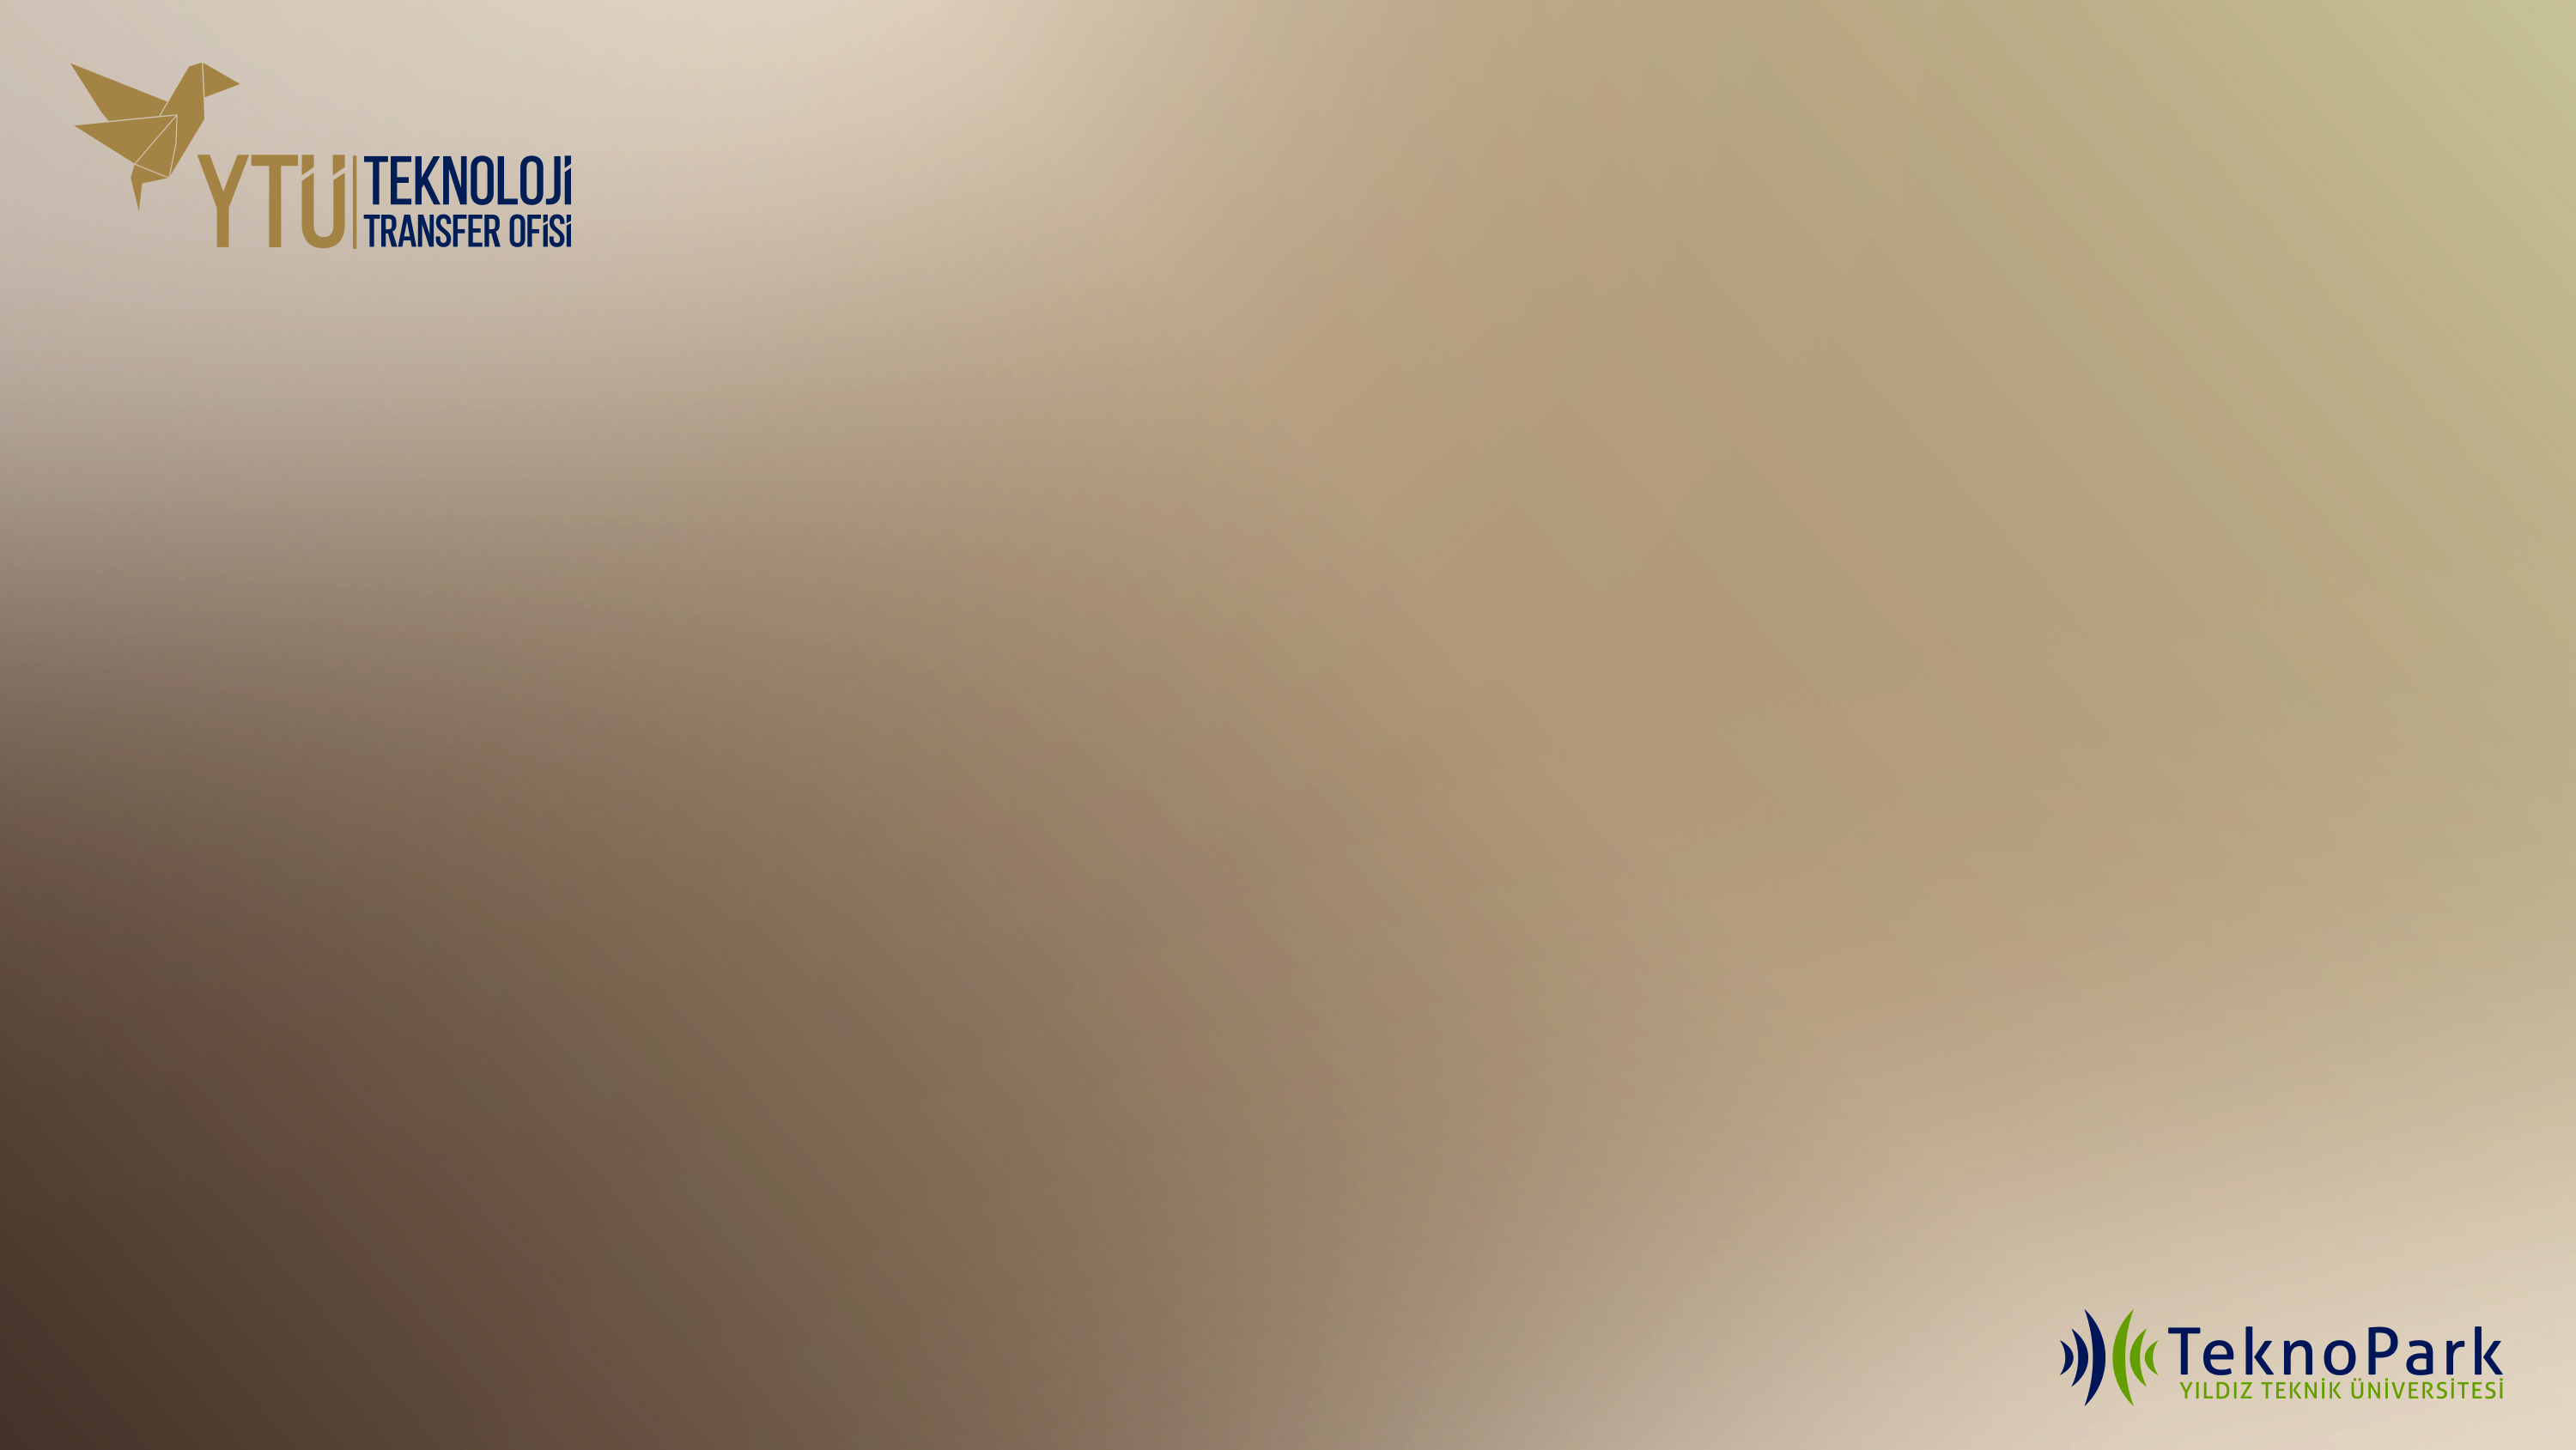 YTÜ
TEKNOLOJİ
TRANSFER OFİSİ
TeknoPark
YILDIZ TEKNİK ÜNİVERSİTESİ